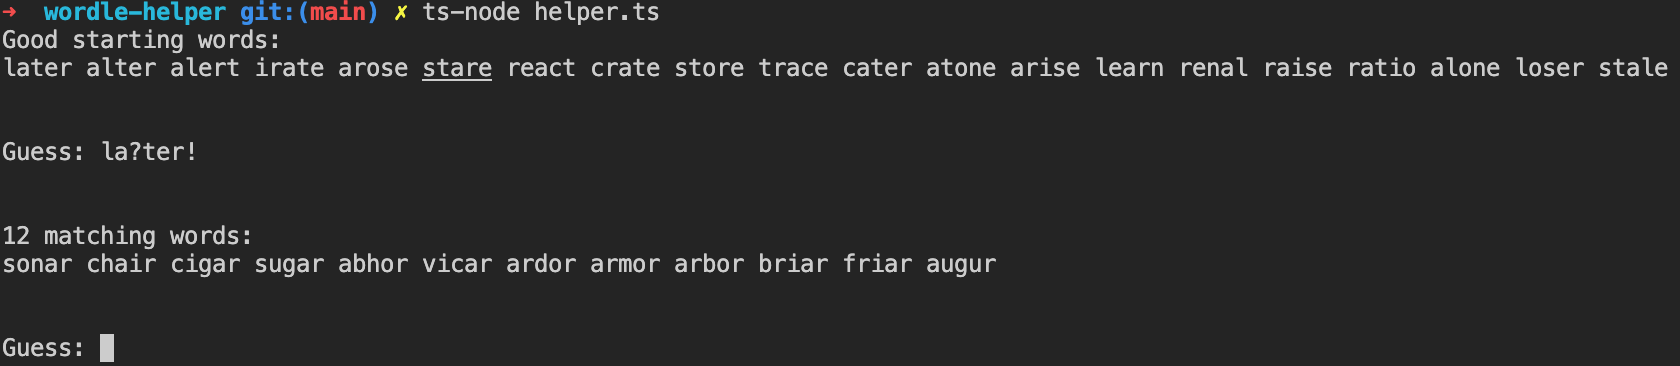 ➜  wordle-helper git:(main) ✗ ts-node helper.ts
Good starting words:
later alter alert irate arose stare react crate store trace cater atone arise learn renal raise ratio alone loser stale
Guess: la?ter!
12 matching words:
sonar chair cigar sugar abhor vicar ardor armor arbor briar friar augur
Guess: